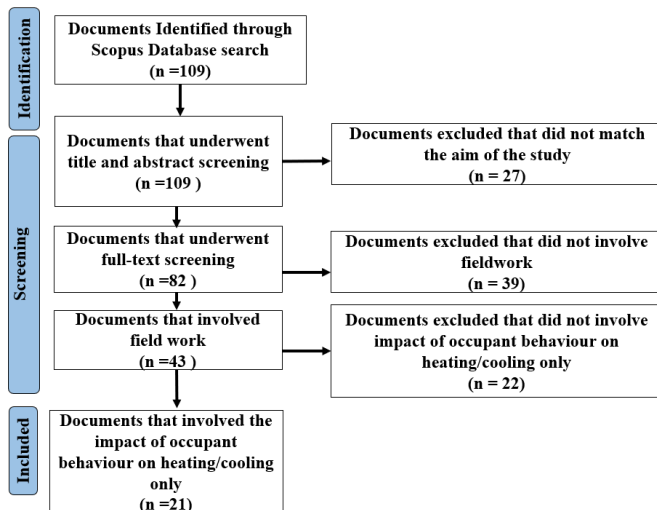 Identification
Documents Identified through
Scopus Database search
(n =109)
Screening
Documents that underwent
title and abstract screening
(n =109 )
Documents excluded that did not match
the aim of the study
(n = 27)
Documents that underwent
full-text screening
(n =82 )
Documents excluded that did not involve
fieldwork
(n = 39)
Documents that involved
field work
(n =43 )
Documents excluded that did not involve
impact of occupant behaviour on
heating/cooling only
(n = 22)
Included
Documents that involved the
impact of occupant
behaviour on heating/cooling
only
(n =21)